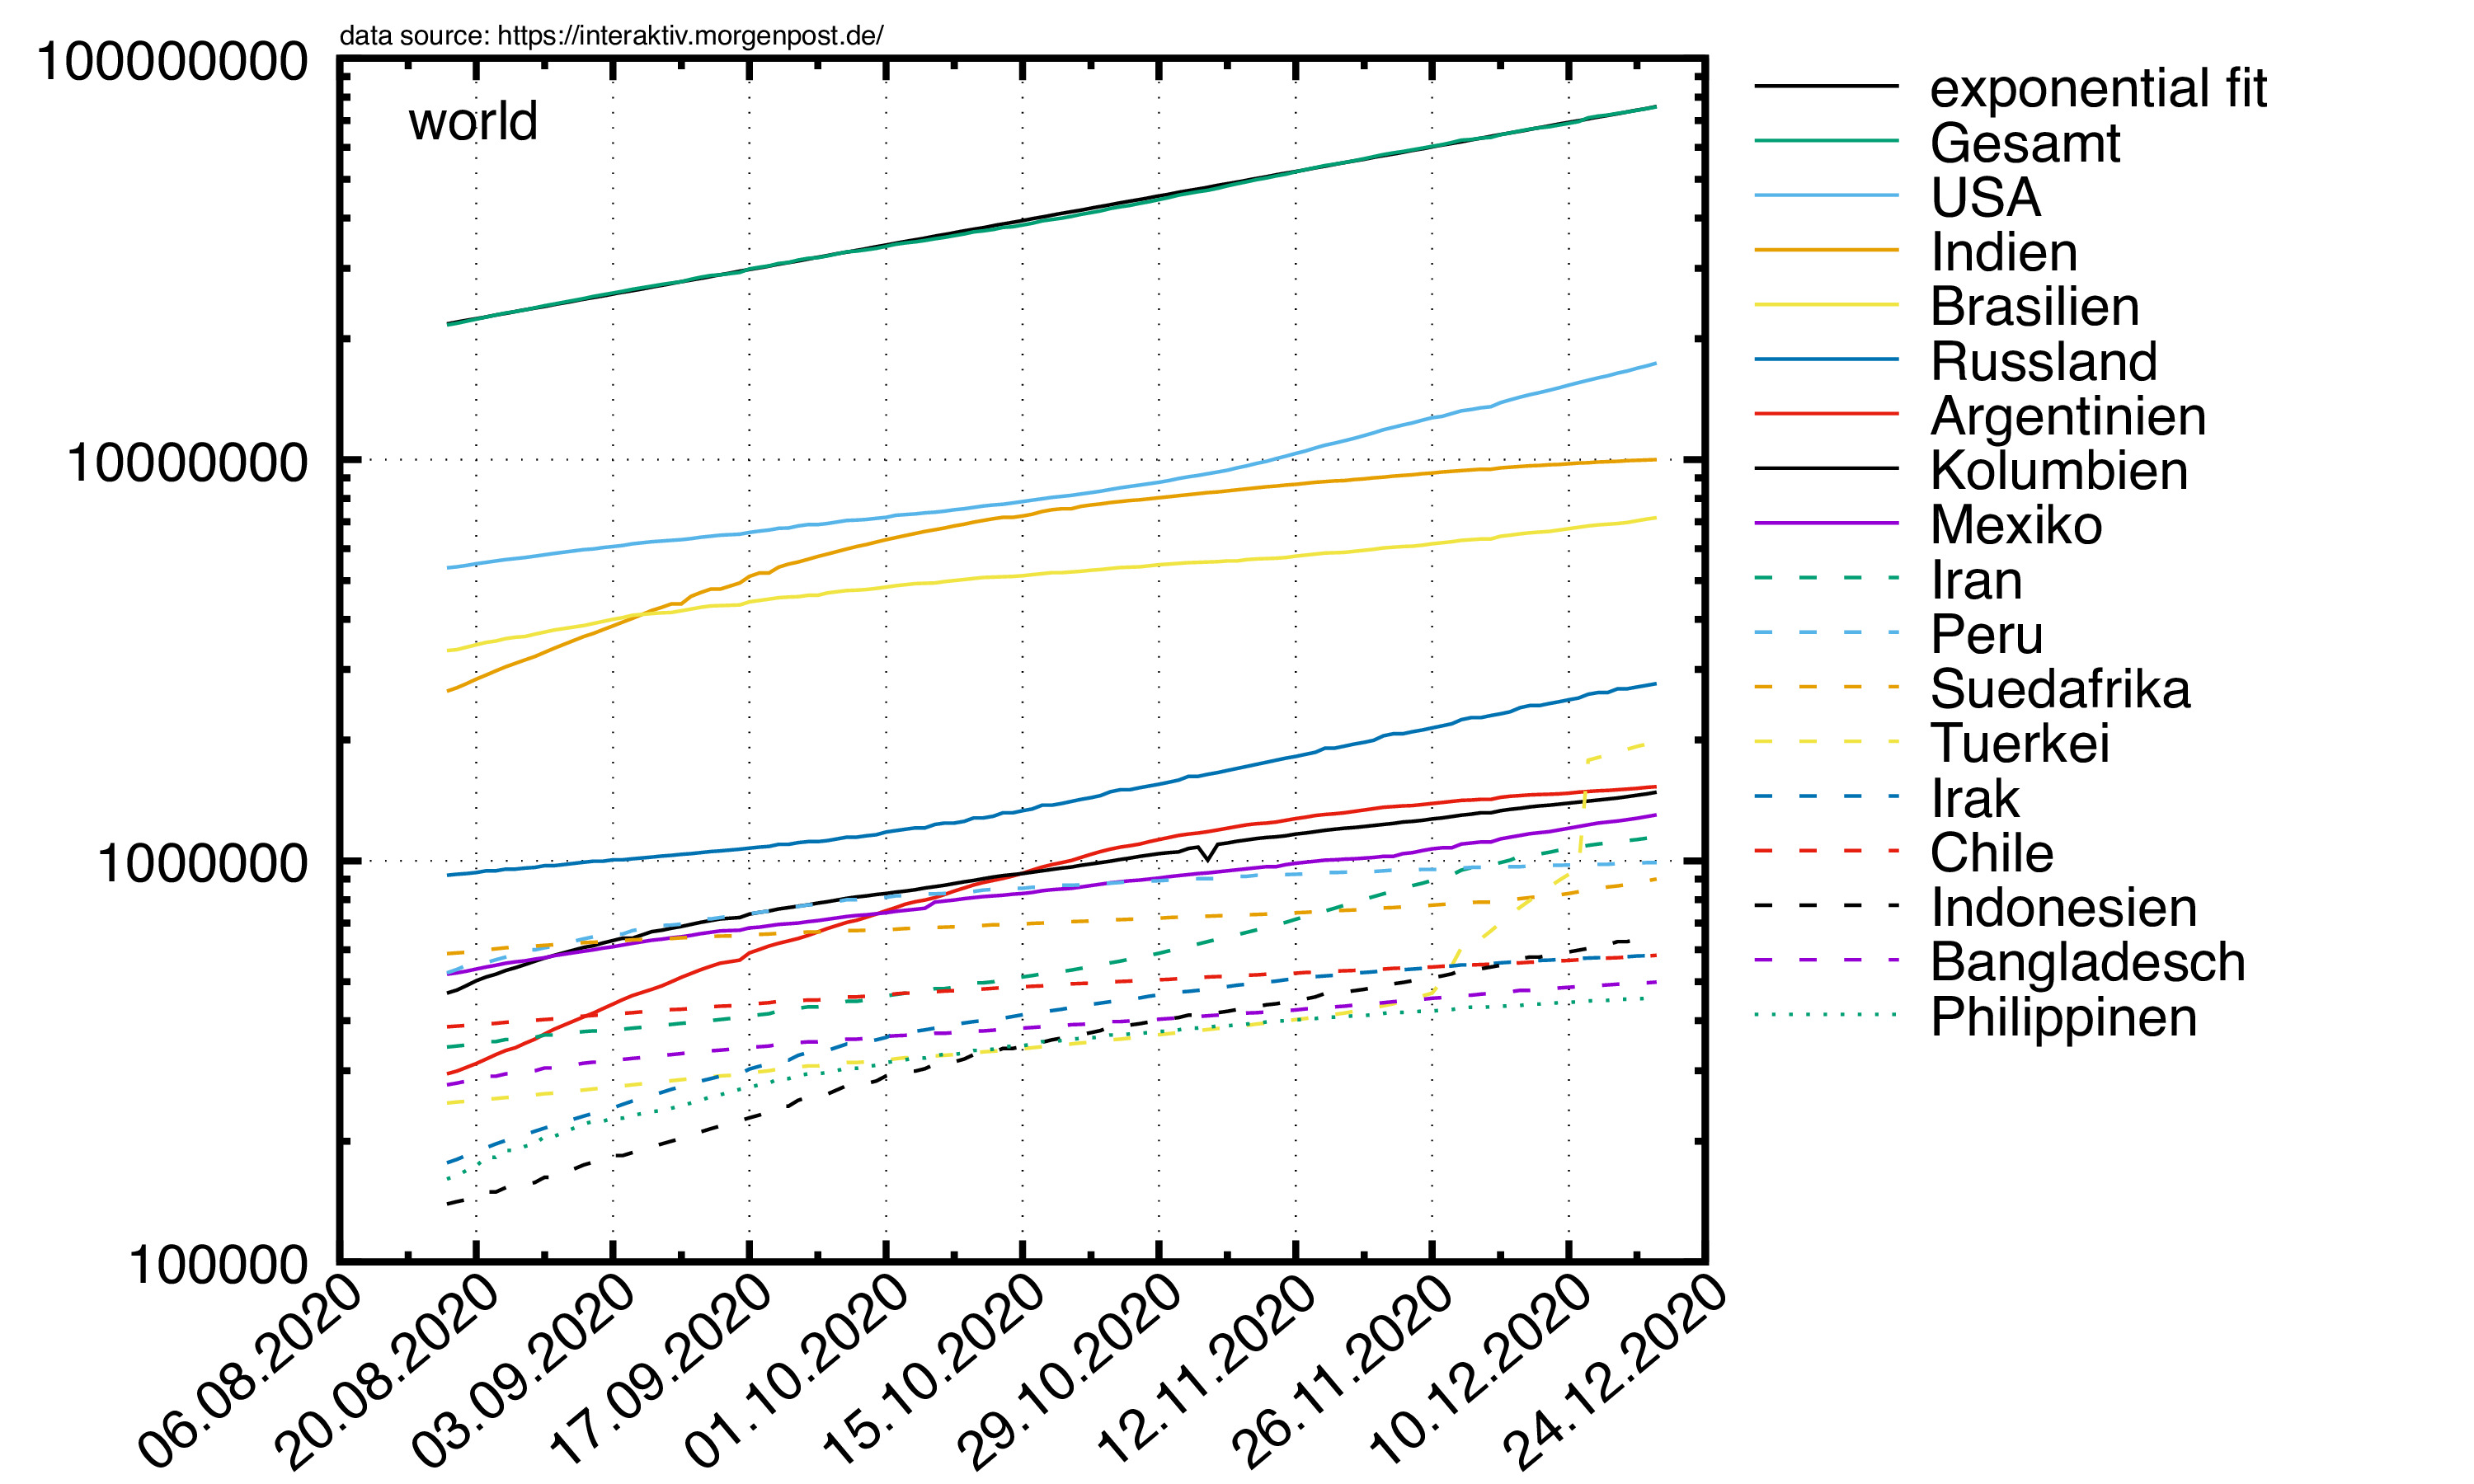 data source: https://interaktiv.morgenpost.de/
100000000
10000000
1000000
100000
world
exponential fit
Gesamt
USA
Indien
Brasilien
Russland
Argentinien
Kolumbien
Mexiko
Iran
Peru
Suedafrika
Tuerkei
Irak
Chile
Indonesien
Bangladesch
Philippinen
06.08.2020
20.08.2020
03.09.2020
17.09.2020
01.10.2020
15.10.2020
29.10.2020
12.11.2020
26.11.2020
10.12.2020
24.12.2020